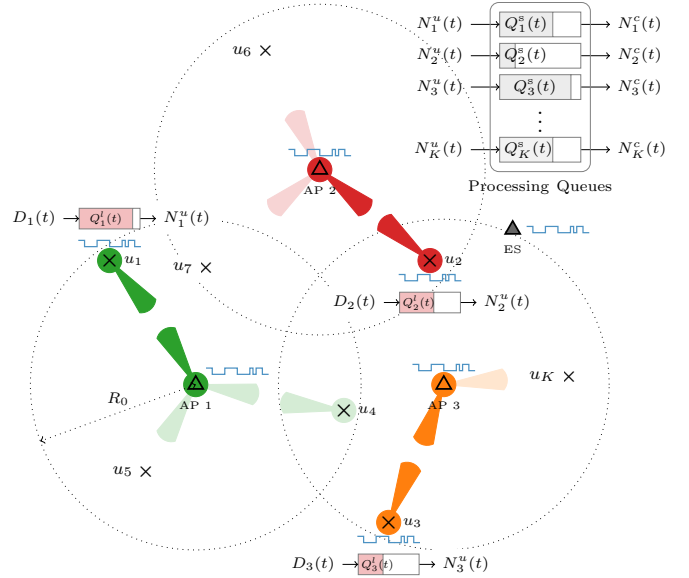 N_1^u(t) Q_1^s(t) N_1^c(t)
N_2^u(t) Q_2^s(t) N_2^c(t)
N_3^u(t) Q_3^s(t) N_3^c(t)
⋮
N_K^u(t) Q_K^s(t) N_K^c(t)
Processing Queues
u_6
AP 2
D_1(t) Q_1^l(t) N_1^u(t)
ES
u_1
u_7
u_2
D_2(t) Q_2^l(t) N_2^u(t)
R_0
AP 1
AP 3
u_K
u_4
u_5
u_3
D_3(t) Q_3^l(t) N_3^u(t)